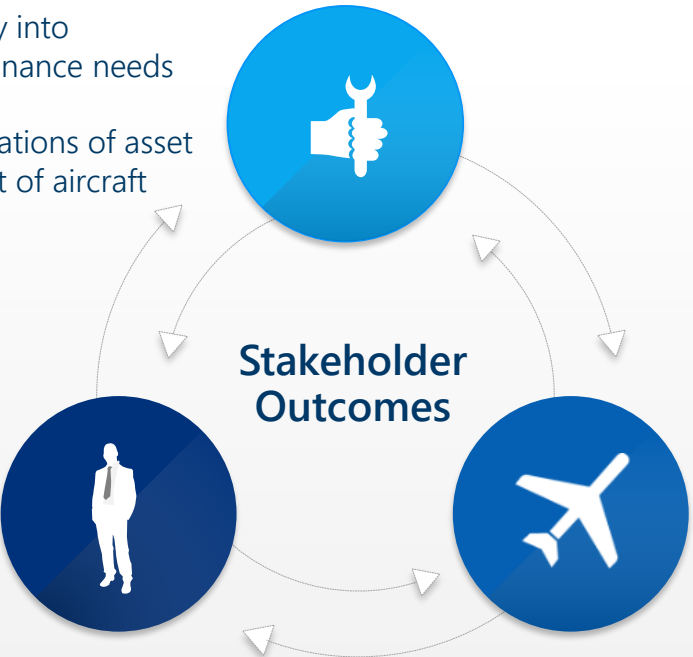 y into
nance needs
ations of asset
t of aircraft
Stakeholder
Outcomes